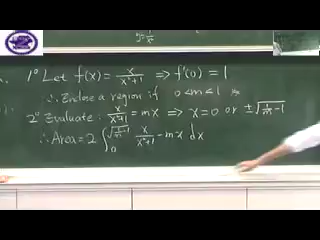 1° Let f(x) = x/(x²+1) ⇒ f'(0) = 1
∴ Enclose a region if 0 < m < 1
2° Evaluate: x/(x²+1) = mx ⇒ x = 0 or ±√(1/m - 1)
∴ Area = 2 ∫₀^√(1/m - 1) x/(x²+1) - mx dx